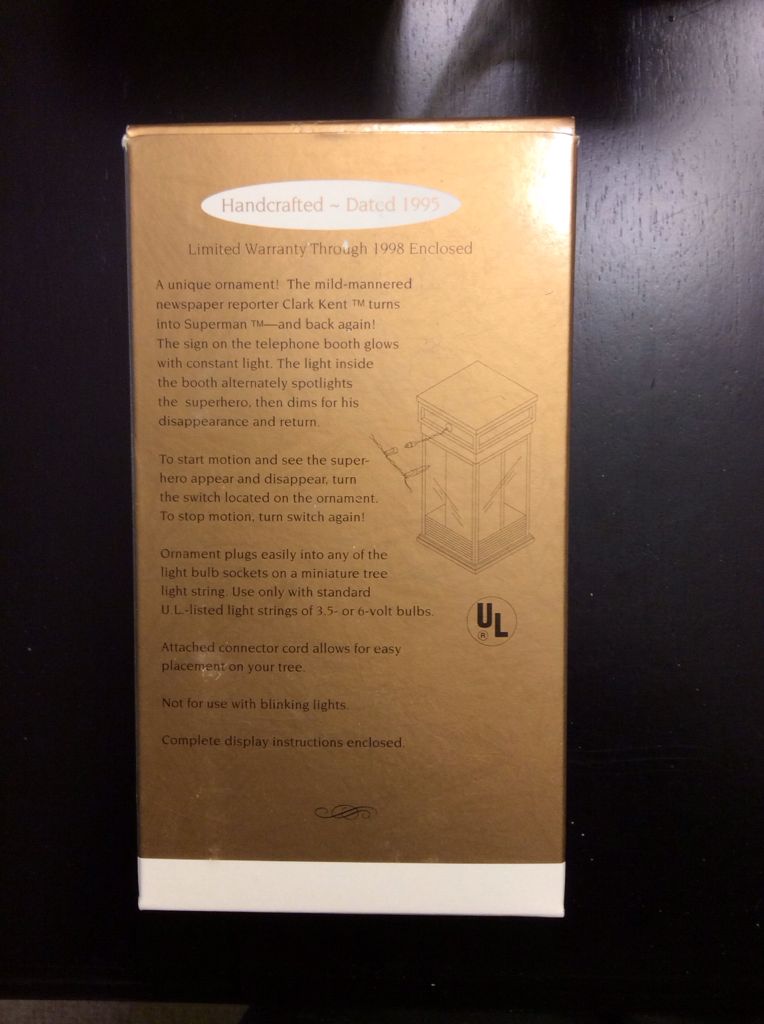 Handcrafted ~ Dated 1995
Limited Warranty Through 1998 Enclosed
A unique ornament! The mild-mannered
newspaper reporter Clark Kent ™ turns
into Superman ™—and back again!
The sign on the telephone booth glows
with constant light. The light inside
the booth alternately spotlights
the superhero, then dims for his
disappearance and return.
To start motion and see the super-
hero appear and disappear, turn
the switch located on the ornament.
To stop motion, turn switch again!
Ornament plugs easily into any of the
light bulb sockets on a miniature tree
light string. Use only with standard
U.L.-listed light strings of 3.5- or 6-volt bulbs.
UL ®
Attached connector cord allows for easy
placement on your tree.
Not for use with blinking lights.
Complete display instructions enclosed.